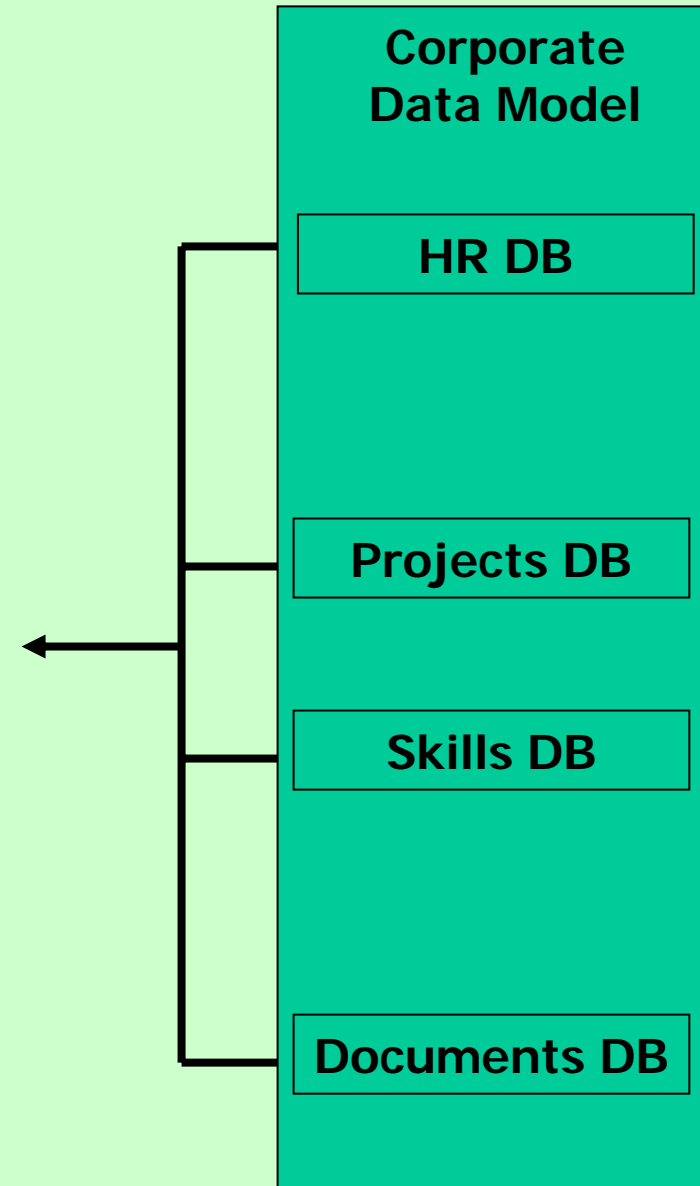 Corporate
Data Model
HR DB
Projects DB
Skills DB
Documents DB